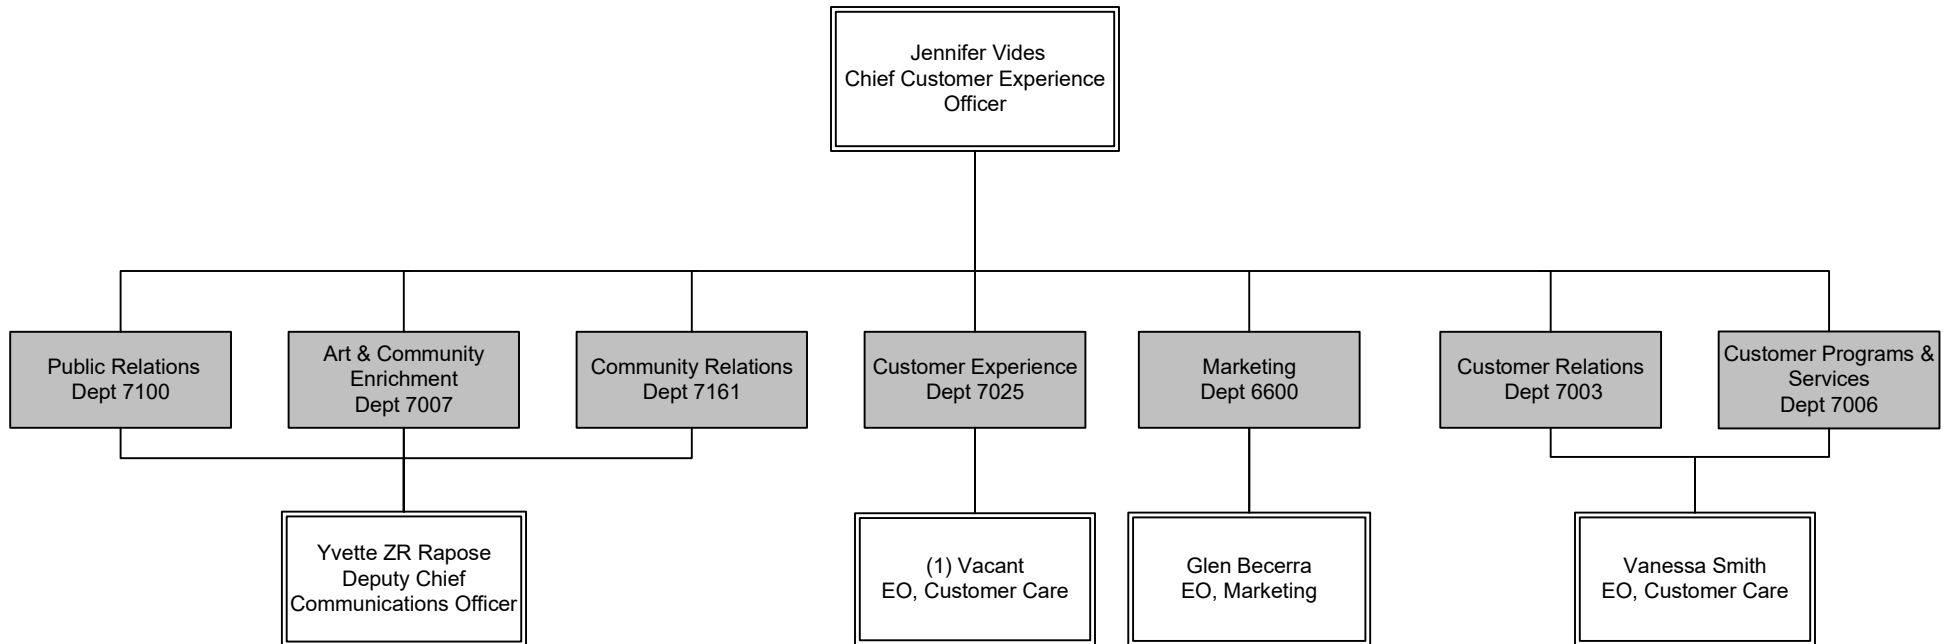 Jennifer Vides
Chief Customer Experience
Officer
Public Relations
Dept 7100
Art & Community
Enrichment
Dept 7007
Community Relations
Dept 7161
Customer Experience
Dept 7025
Marketing
Dept 6600
Customer Relations
Dept 7003
Customer Programs &
Services
Dept 7006
Yvette ZR Rapose
Deputy Chief
Communications Officer
(1) Vacant
EO, Customer Care
Glen Becerra
EO, Marketing
Vanessa Smith
EO, Customer Care